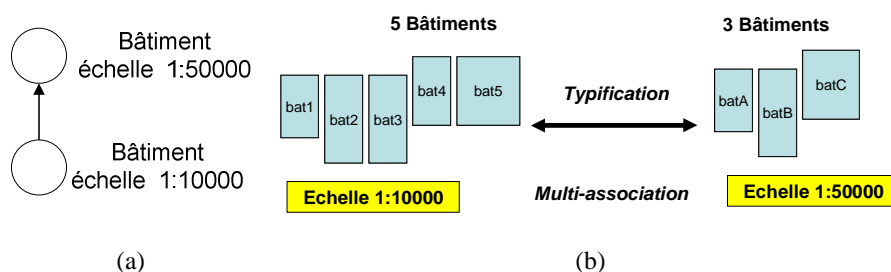 Bâtiment
échelle 1:50000
Bâtiment
échelle 1:10000
(a)
5 Bâtiments
3 Bâtiments
bat1
bat2
bat3
bat4
bat5
Typification
batA
batB
batC
Echelle 1:10000
Multi-association
Echelle 1:50000
(b)